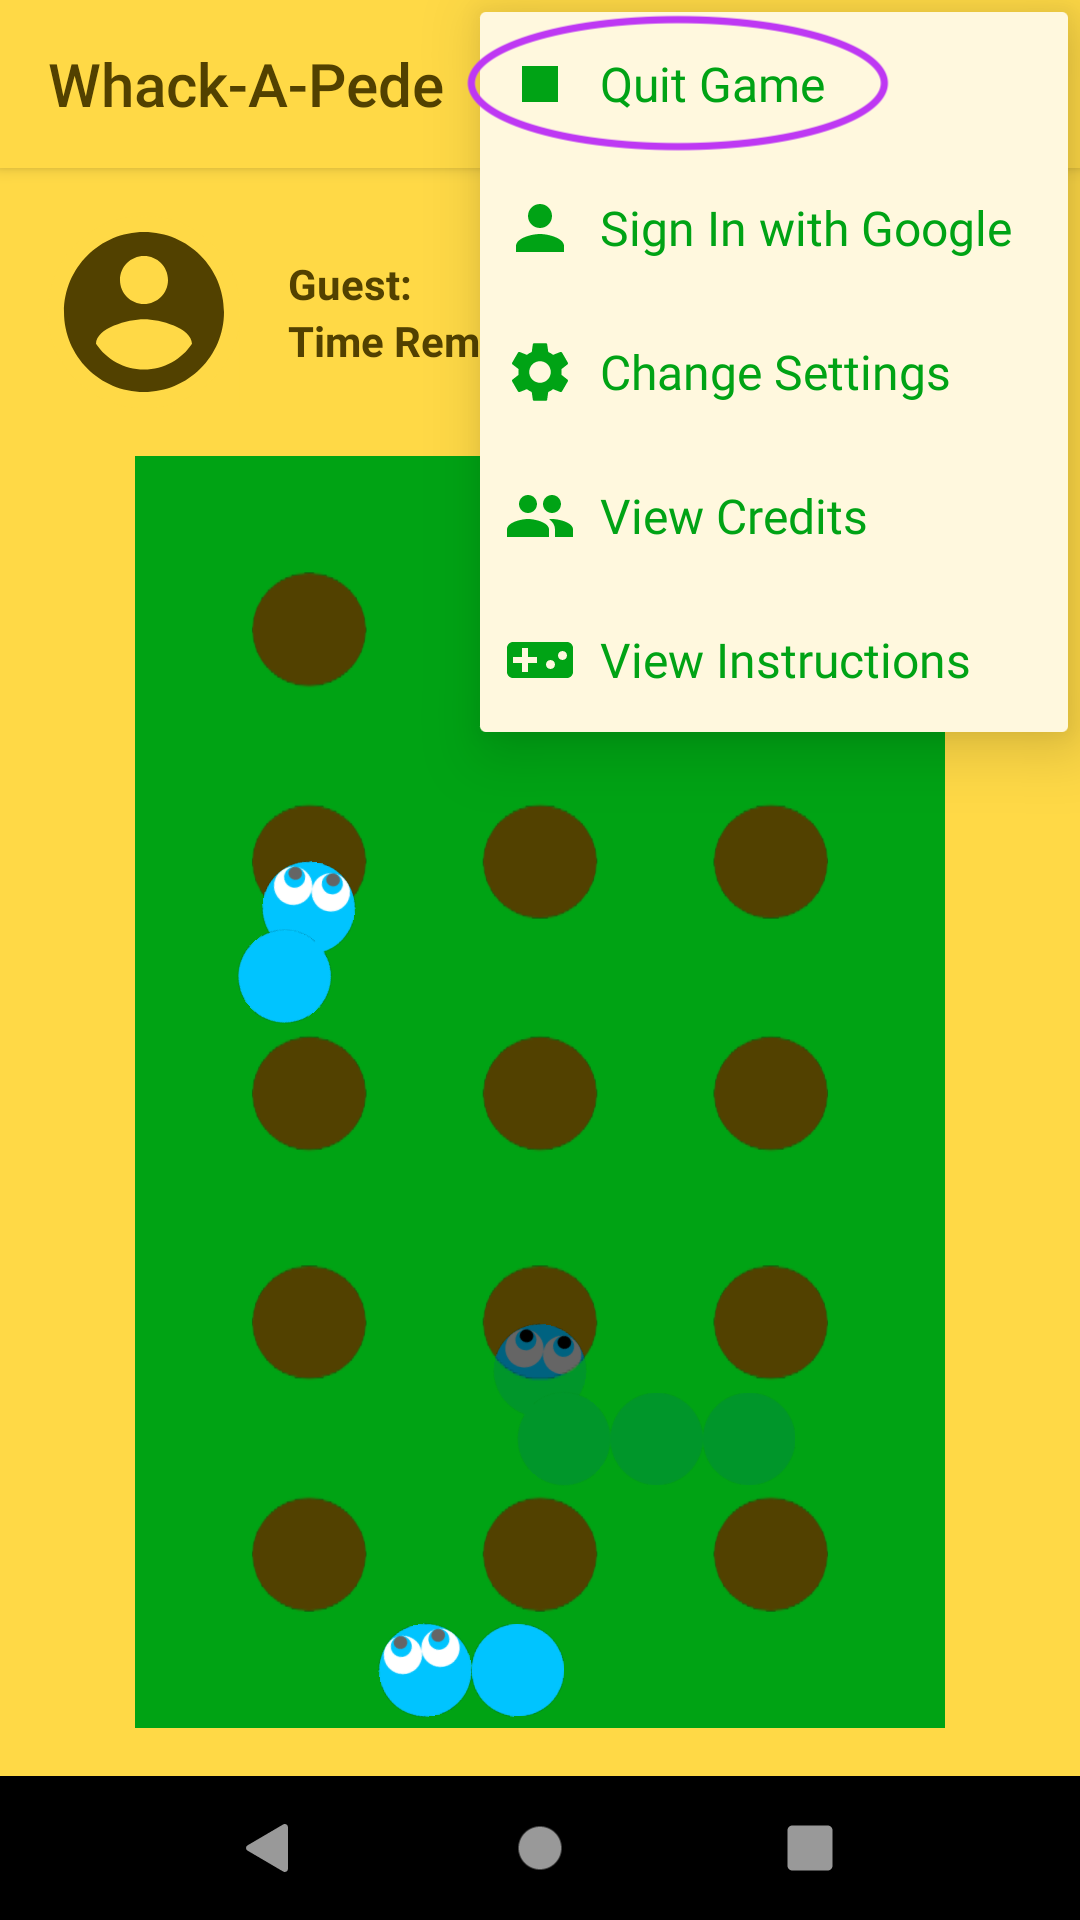 Whack-A-Pede
Quit Game
Sign In with Google
Guest:
Time Rem
Change Settings
View Credits
View Instructions